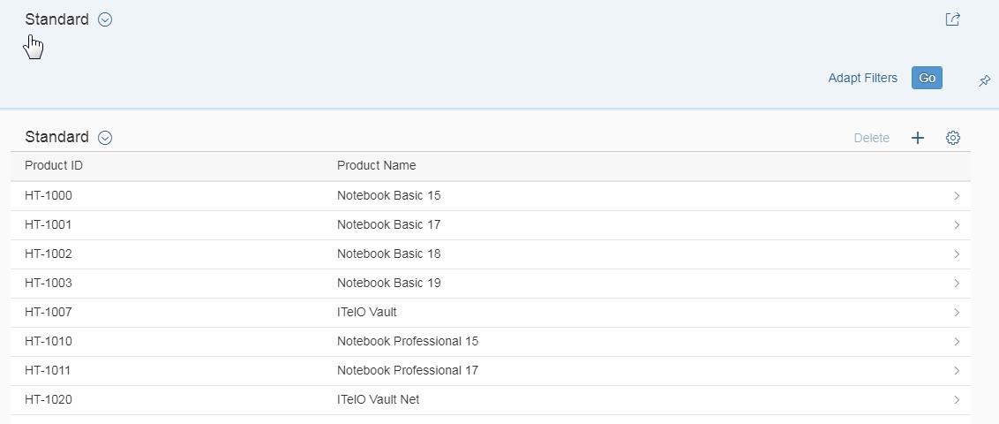 Standard
Adapt Filters Go
Standard Delete
Product ID Product Name
HT-1000 Notebook Basic 15
HT-1001 Notebook Basic 17
HT-1002 Notebook Basic 18
HT-1003 Notebook Basic 19
HT-1007 ITelO Vault
HT-1010 Notebook Professional 15
HT-1011 Notebook Professional 17
HT-1020 ITelO Vault Net